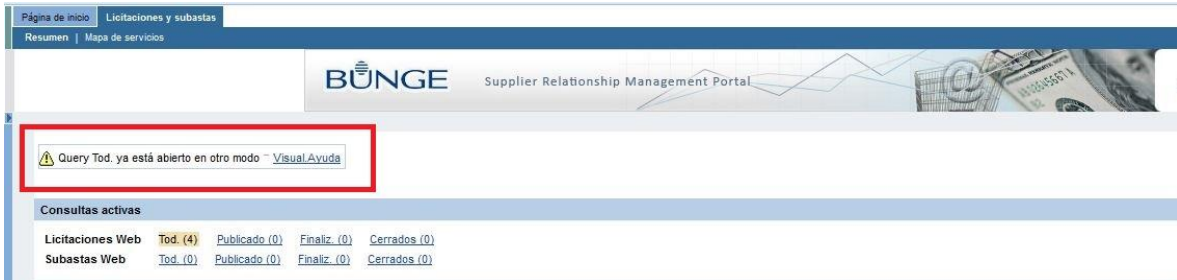 Página de inicio Licitaciones y subastas
Resumen | Mapa de servicios
BUNGE Supplier Relationship Management Portal
Query Tod. ya está abierto en otro modo - Visual.Ayuda
Consultas activas
Licitaciones Web Tod. (4) Publicado (0) Finaliz. (0) Cerrados (0)
Subastas Web Tod. (0) Publicado (0) Finaliz. (0) Cerrados (0)